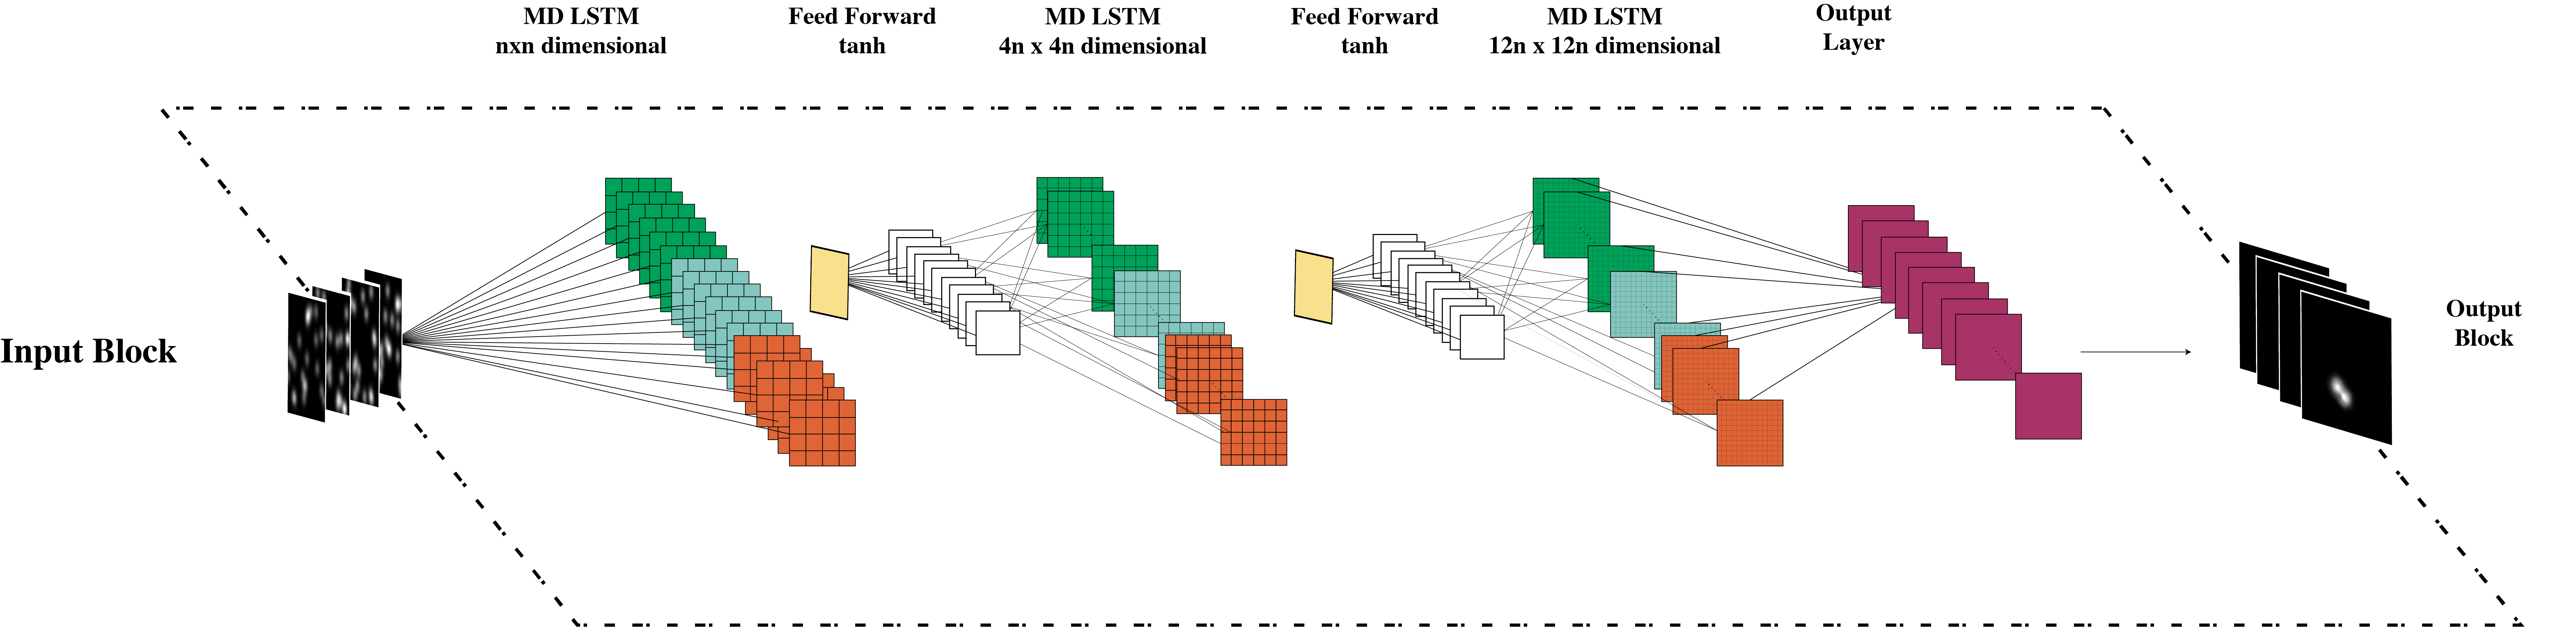 MD LSTM
nxn dimensional
Feed Forward
tanh
MD LSTM
4n x 4n dimensional
Feed Forward
tanh
MD LSTM
12n x 12n dimensional
Output
Layer
Input Block
Output
Block